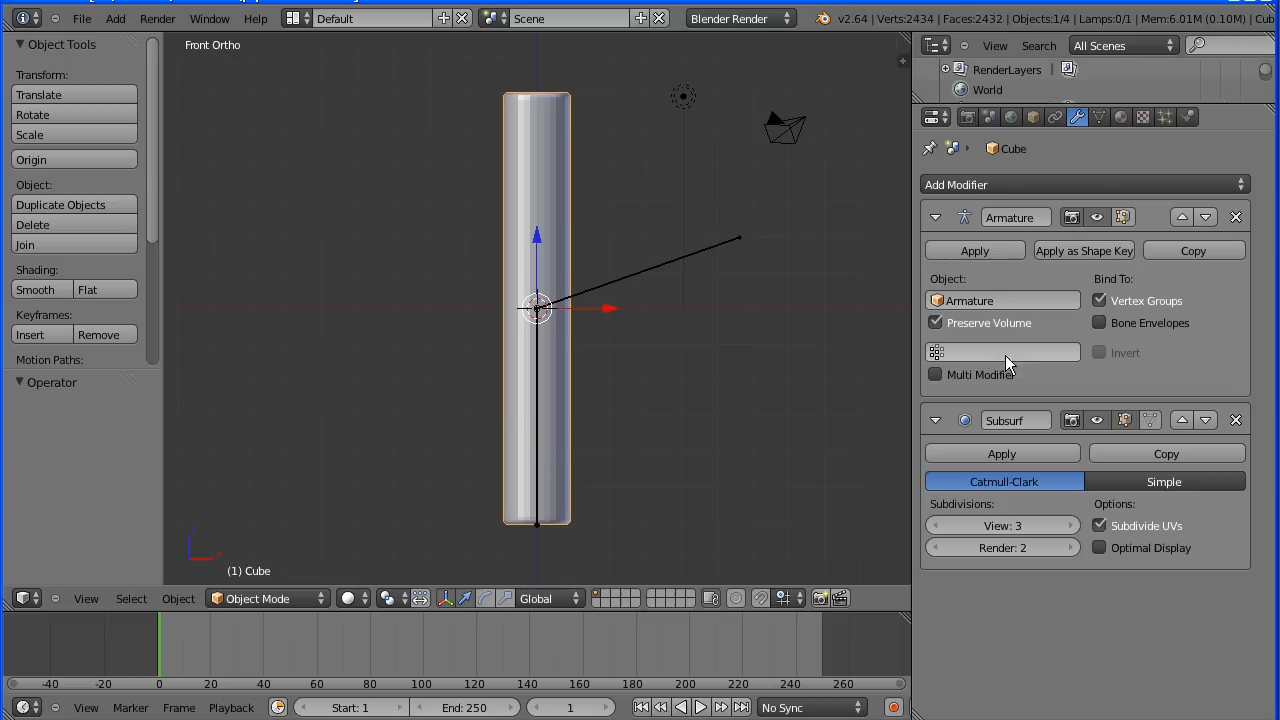 File Add Render Window Help Default Scene Blender Render v2.64 | Verts:2434 | Faces:2432 | Objects:1/4 | Lamps:0/1 | Mem:6.01M (0.10M) | Cub
Object Tools
Transform:
Translate
Rotate
Scale
Origin
Object:
Duplicate Objects
Delete
Join
Shading:
Smooth Flat
Keyframes:
Insert Remove
Motion Paths:
Operator
Front Ortho
(1) Cube
View Select Object Object Mode Global
-40 -20 0 20 40 60 80 100 120 140 160 180 200 220 240 260
View Marker Frame Playback Start: 1 End: 250 1 No Sync
View Search All Scenes
RenderLayers
World
Cube
Add Modifier
Armature
Apply Apply as Shape Key Copy
Object: Bind To:
Armature Vertex Groups
Preserve Volume Bone Envelopes
Invert
Multi Modifier
Subsurf
Apply Copy
Catmull-Clark Simple
Subdivisions: Options:
View: 3 Subdivide UVs
Render: 2 Optimal Display